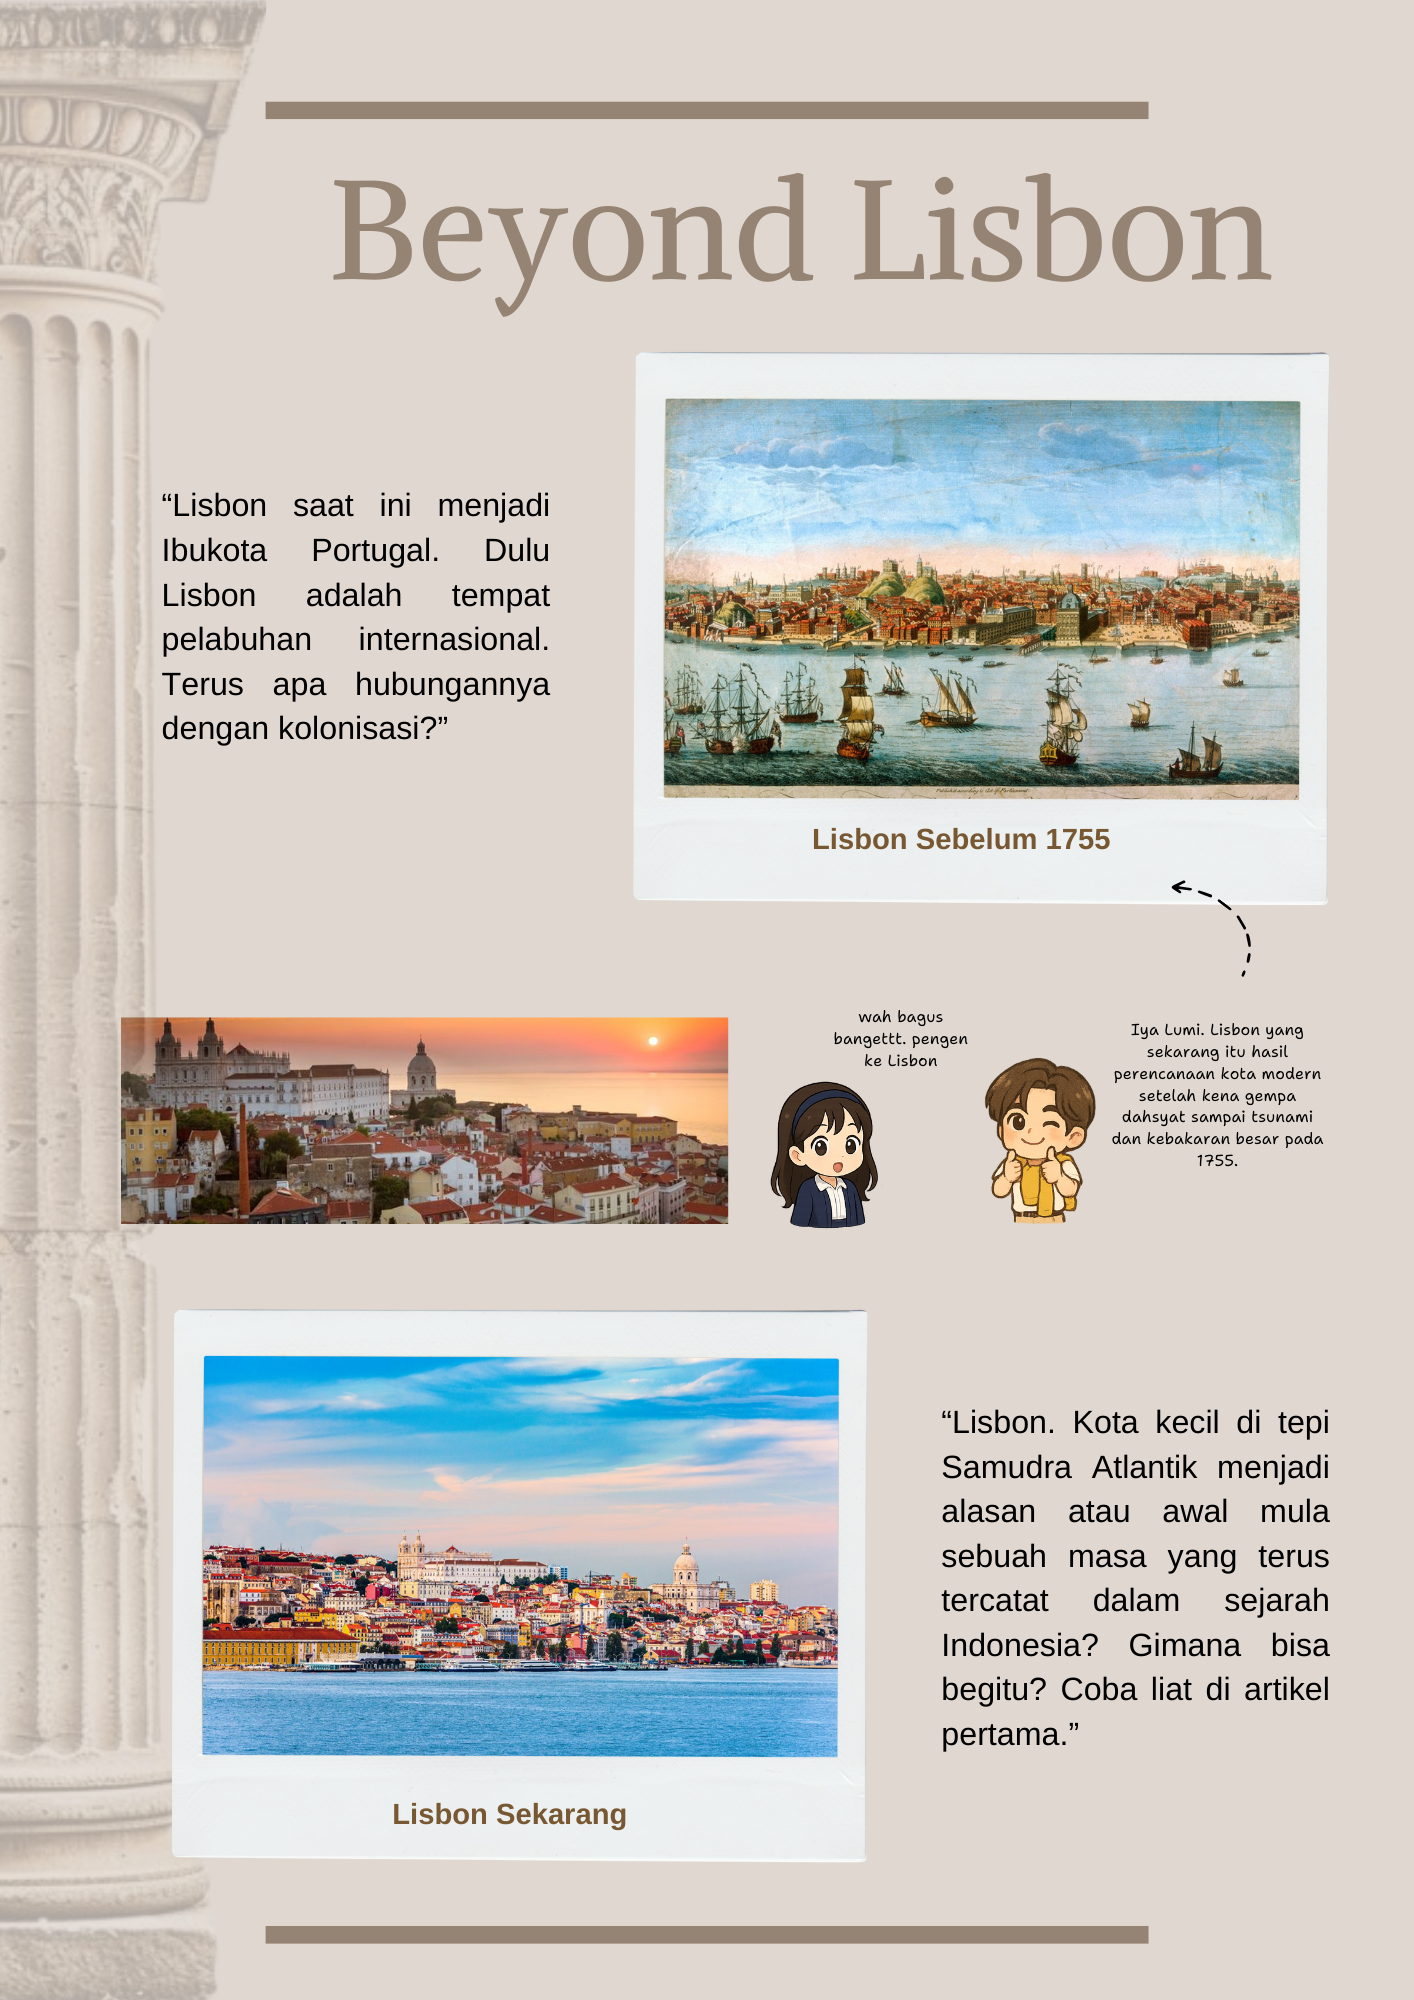 Beyond Lisbon
“Lisbon saat ini menjadi
Ibukota Portugal. Dulu
Lisbon adalah tempat
pelabuhan internasional.
Terus apa hubungannya
dengan kolonisasi?”
Lisbon Sebelum 1755
wah bagus
bangettt. pengen
ke Lisbon
Iya Lumi. Lisbon yang
sekarang itu hasil
perencanaan kota modern
setelah kena gempa
dahsyat sampai tsunami
dan kebakaran besar pada
1755.
“Lisbon. Kota kecil di tepi
Samudra Atlantik menjadi
alasan atau awal mula
sebuah masa yang terus
tercatat dalam sejarah
Indonesia? Gimana bisa
begitu? Coba liat di artikel
pertama.”
Lisbon Sekarang